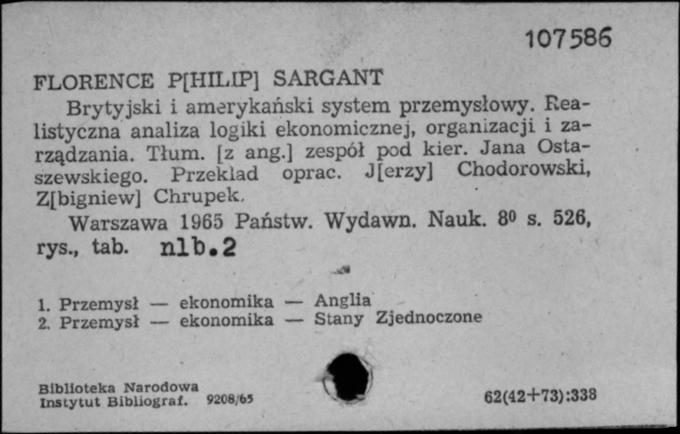 107586
FLORENCE P[HILIP] SARGANT
Brytyjski i amerykański system przemysłowy. Rea-
listyczna analiza logiki ekonomicznej, organizacji i za-
rządzania. Tłum. [z ang.] zespół pod kier. Jana Osta-
szewskiego. Przekład oprac. J[erzy] Chodorowski,
Z[bigniew] Chrupek.
Warszawa 1965 Państw. Wydawn. Nauk. 8⁰ s. 526,
rys., tab. nlb.2
1. Przemysł — ekonomika — Anglia
2. Przemysł — ekonomika — Stany Zjednoczone
Biblioteka Narodowa
Instytut Bibliograf. 9208/65
62(42+73):338